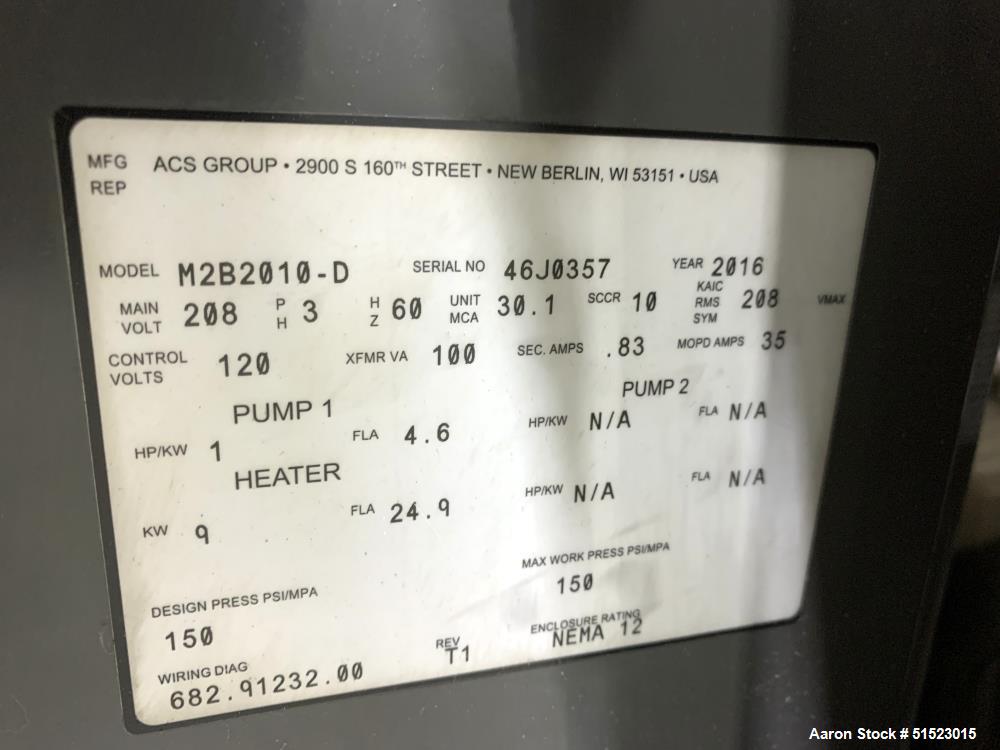 MFG ACS GROUP • 2900 S 160TH STREET • NEW BERLIN, WI 53151 • USA
REP
MODEL M2B2010-D SERIAL NO 46J0357 YEAR 2016
MAIN VOLT 208 PH 3 HZ 60 UNIT MCA 30.1 SCCR 10 KAIC RMS SYM 208 VMAX
CONTROL VOLTS 120 XFMR VA 100 SEC. AMPS .83 MOPD AMPS 35
PUMP 1 PUMP 2
HP/KW 1 FLA 4.6 HP/KW N/A FLA N/A
HEATER
KW 9 FLA 24.9 HP/KW N/A FLA N/A
DESIGN PRESS PSI/MPA MAX WORK PRESS PSI/MPA
150 150
WIRING DIAG REV ENCLOSURE RATING
682.91232.00 T1 NEMA 12
Aaron Stock # 51523015